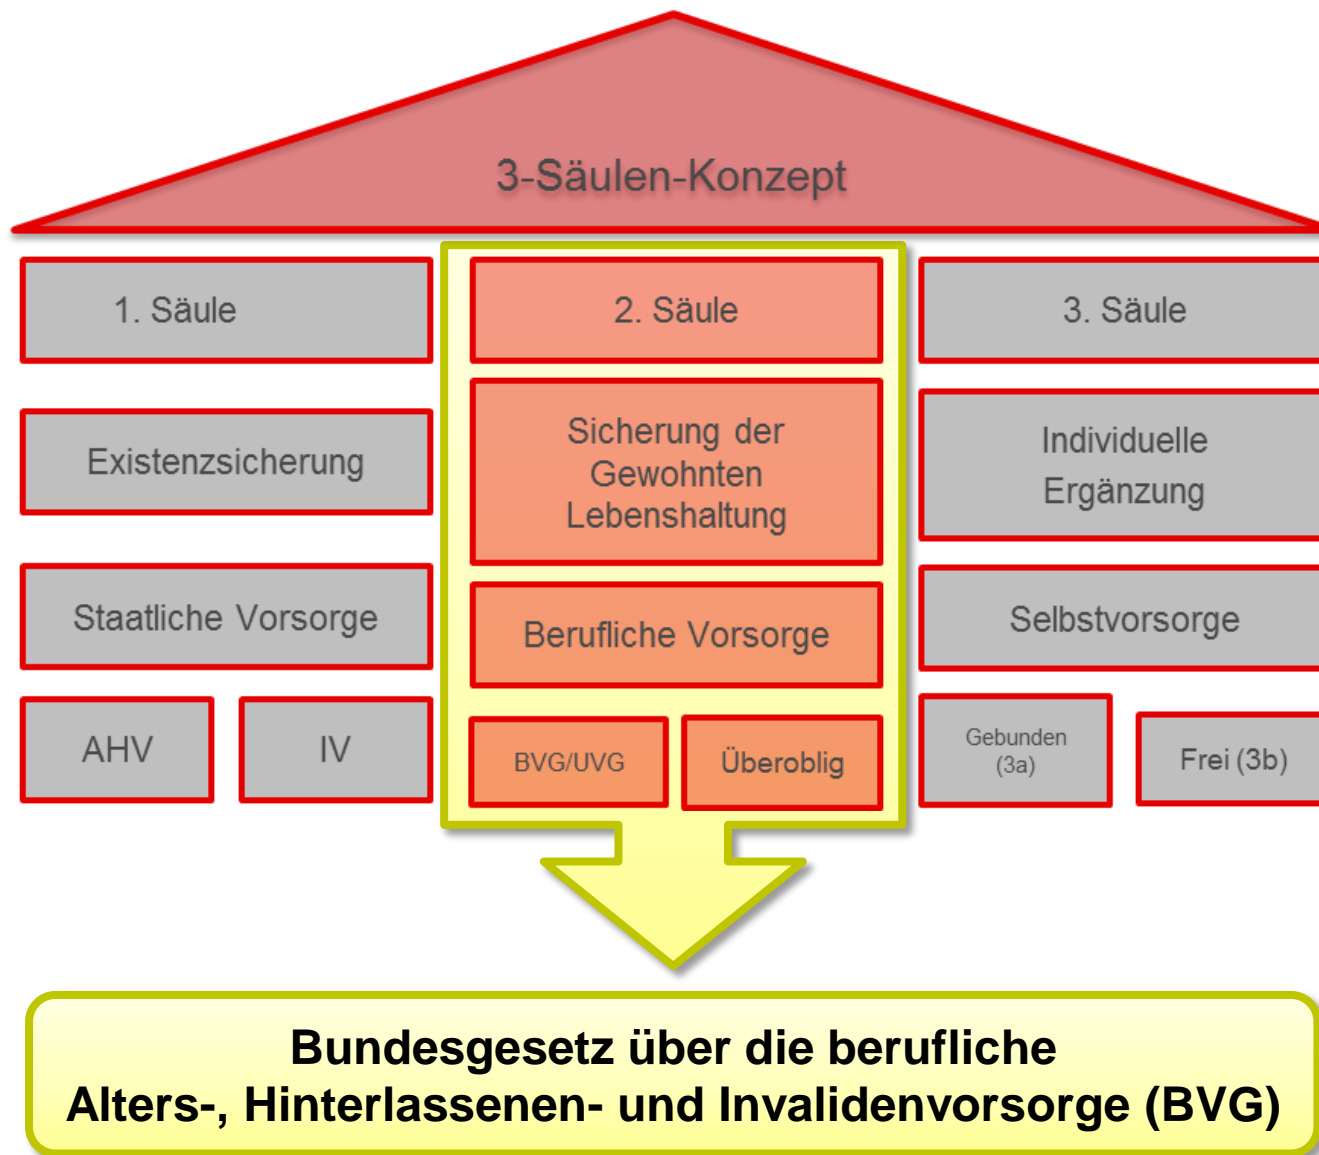 3-Säulen-Konzept
1. Säule
2. Säule
3. Säule
Existenzsicherung
Sicherung der
Gewohnten
Lebenshaltung
Individuelle
Ergänzung
Staatliche Vorsorge
Berufliche Vorsorge
Selbstvorsorge
AHV
IV
BVG/UVG
Überoblig
Gebunden
(3a)
Frei (3b)
Bundesgesetz über die berufliche
Alters-, Hinterlassenen- und Invalidenvorsorge (BVG)